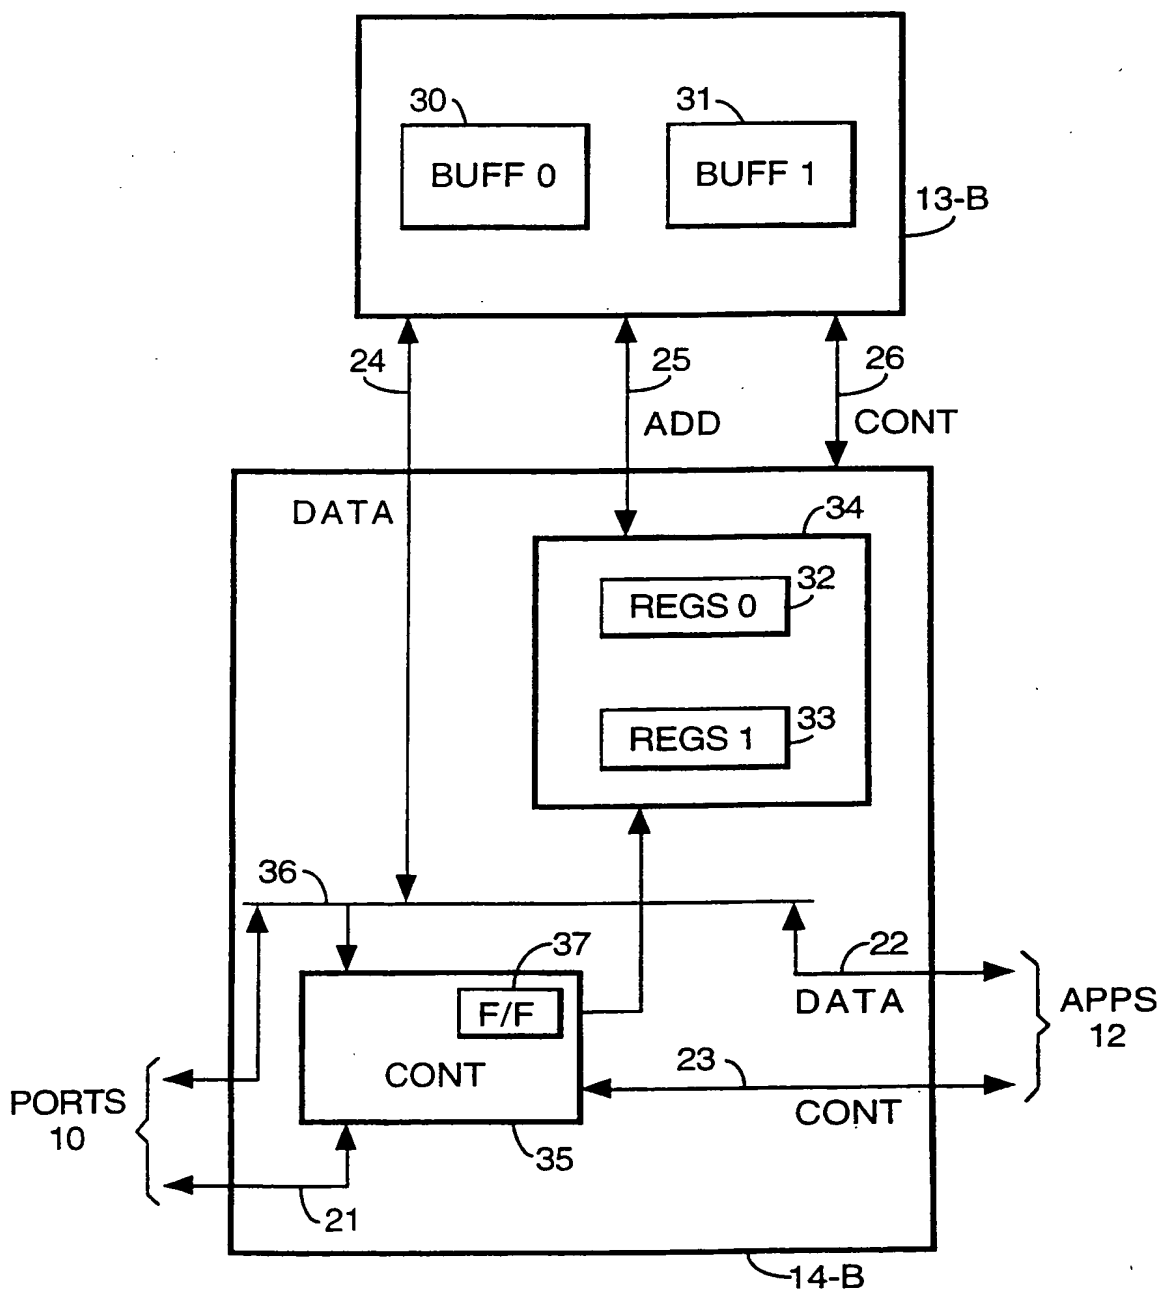 30
31
BUFF 0
BUFF 1
13-B
24
25
26
ADD
CONT
DATA
34
32
REGS 0
33
REGS 1
36
37
22
F/F
DATA
APPS
12
CONT
23
PORTS
10
CONT
35
21
14-B